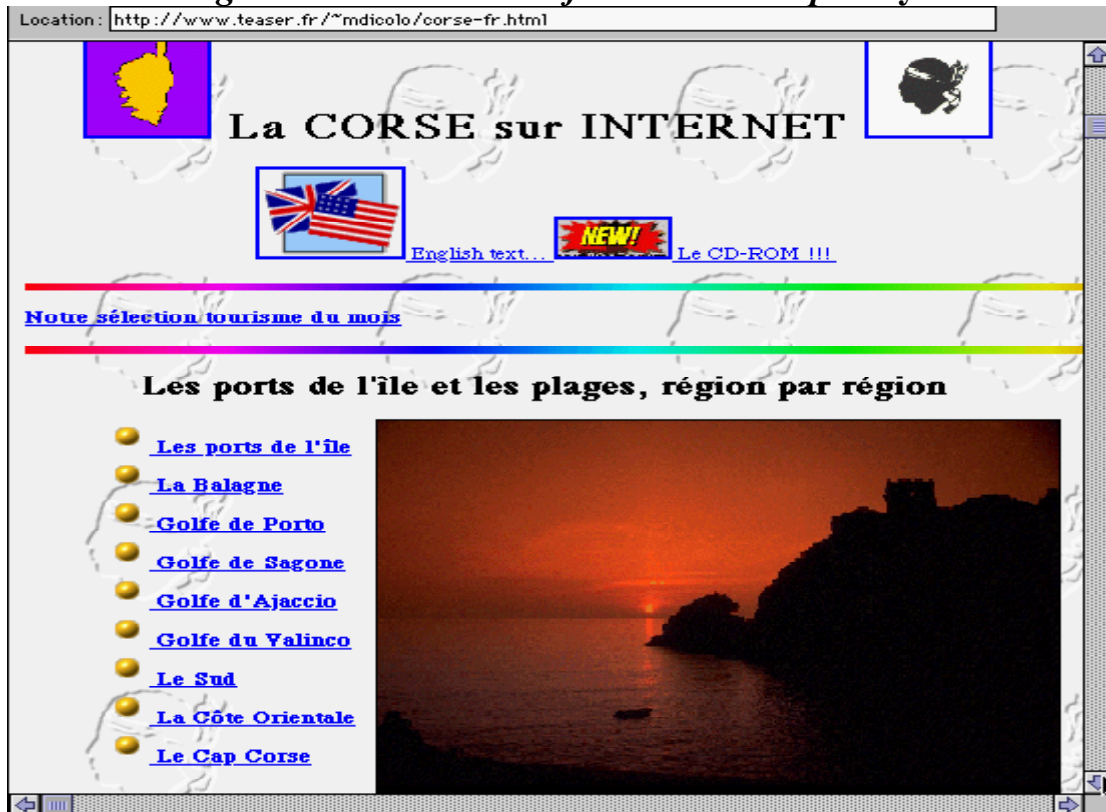 Location: http://www.teaser.fr/~mdicolo/corse-fr.html
La CORSE sur INTERNET
English text... NEW! Le CD-ROM !!!
Notre sélection tourisme du mois
Les ports de l'île et les plages, région par région
Les ports de l'île
La Balagne
Golfe de Porto
Golfe de Sagone
Golfe d'Ajaccio
Golfe du Valinco
Le Sud
La Côte Orientale
Le Cap Corse